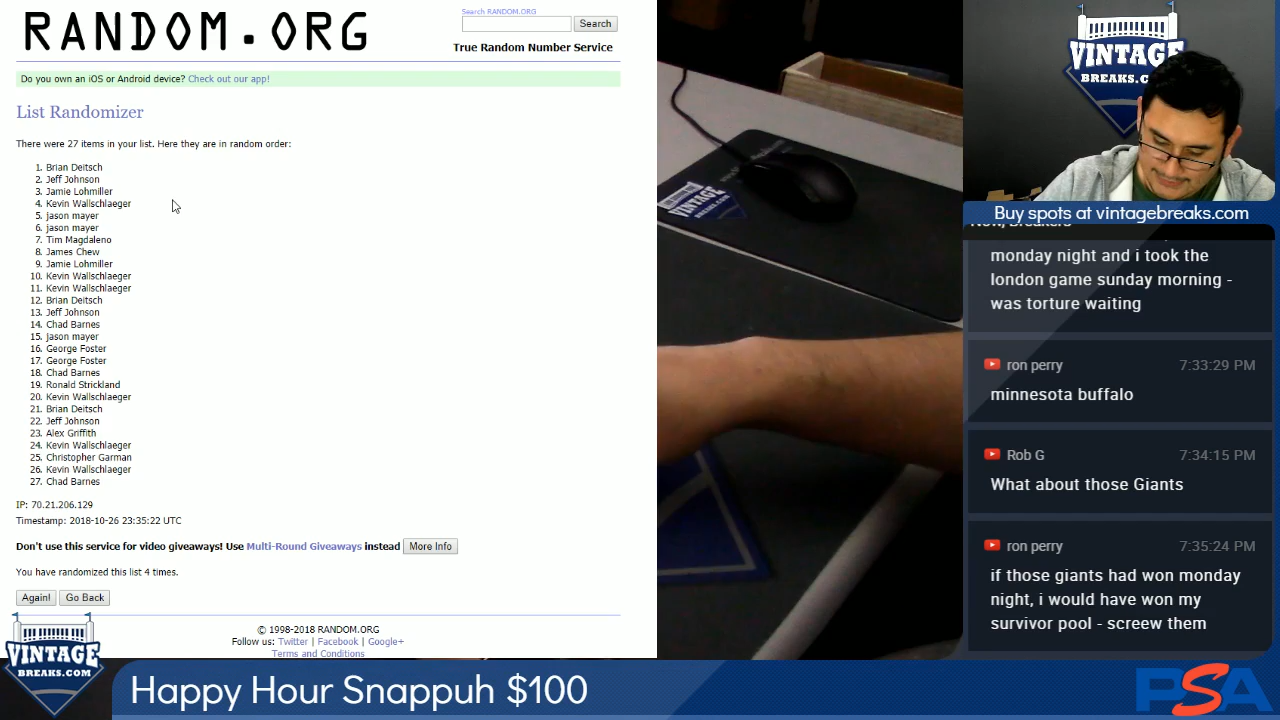 RANDOM.ORG
Search RANDOM.ORG
Search
True Random Number Service
Do you own an iOS or Android device? Check out our app!
List Randomizer
There were 27 items in your list. Here they are in random order:
1. Brian Deitsch
2. Jeff Johnson
3. Jamie Lohmiller
4. Kevin Wallschlaeger
5. jason mayer
6. jason mayer
7. Tim Magdaleno
8. James Chew
9. Jamie Lohmiller
10. Kevin Wallschlaeger
11. Kevin Wallschlaeger
12. Brian Deitsch
13. Jeff Johnson
14. Chad Barnes
15. jason mayer
16. George Foster
17. George Foster
18. Chad Barnes
19. Ronald Strickland
20. Kevin Wallschlaeger
21. Brian Deitsch
22. Jeff Johnson
23. Alex Griffith
24. Kevin Wallschlaeger
25. Christopher Garman
26. Kevin Wallschlaeger
27. Chad Barnes
IP: 70.21.206.129
Timestamp: 2018-10-26 23:35:22 UTC
Don't use this service for video giveaways! Use Multi-Round Giveaways instead More Info
You have randomized this list 4 times.
Again! Go Back
© 1998-2018 RANDOM.ORG
Follow us: Twitter | Facebook | Google+
Terms and Conditions
VINTAGE
BREAKS.COM
Happy Hour Snappuh $100
PSA
VINTAGE
BREAKS.COM
VINTAGE
BREAKS.C
Buy spots at vintagebreaks.com
monday night and i took the
london game sunday morning -
was torture waiting
ron perry 7:33:29 PM
minnesota buffalo
Rob G 7:34:15 PM
What about those Giants
ron perry 7:35:24 PM
if those giants had won monday
night, i would have won my
survivor pool - screew them